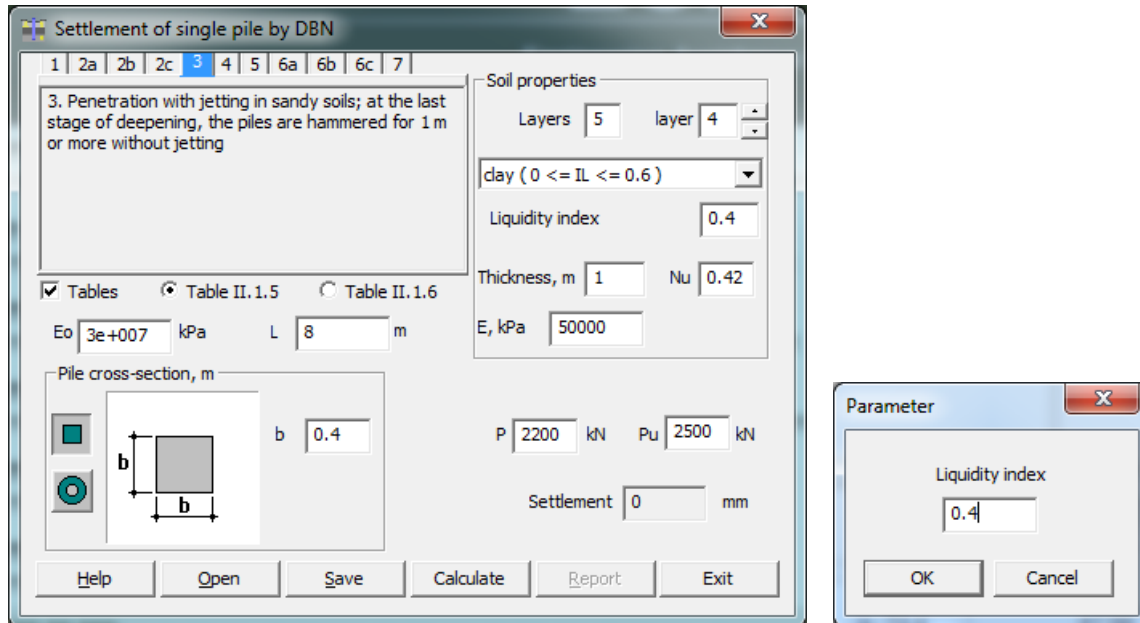 Settlement of single pile by DBN
1 2a 2b 2c 3 4 5 6a 6b 6c 7
3. Penetration with jetting in sandy soils; at the last
stage of deepening, the piles are hammered for 1 m
or more without jetting
Soil properties
Layers 5 layer 4
clay ( 0 <= IL <= 0.6 )
Liquidity index 0.4
Thickness, m 1 Nu 0.42
E, kPa 50000
Tables Table II.1.5 Table II.1.6
Eo 3e+007 kPa L 8 m
Pile cross-section, m
b
b
b 0.4
P 2200 kN Pu 2500 kN
Settlement 0 mm
Help Open Save Calculate Report Exit
Parameter
Liquidity index
0.4
OK Cancel